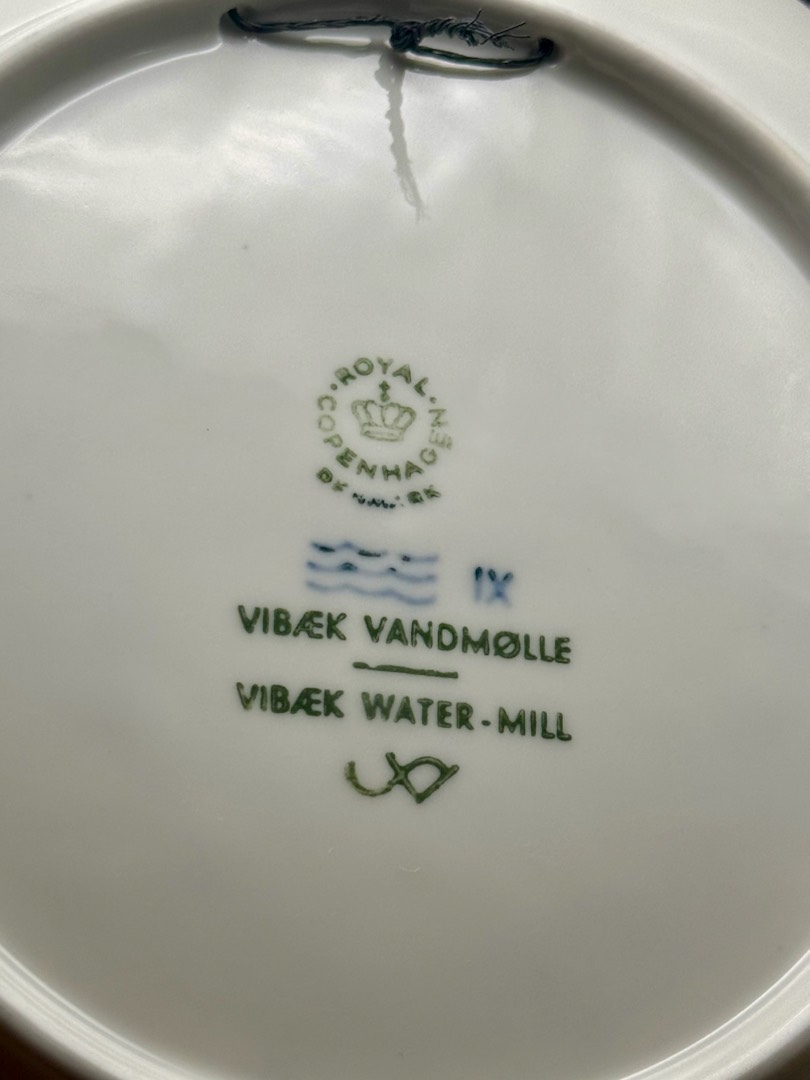 ROYAL
COPENHAGEN
IX
VIBÆK VANDMØLLE
VIBÆK WATER-MILL